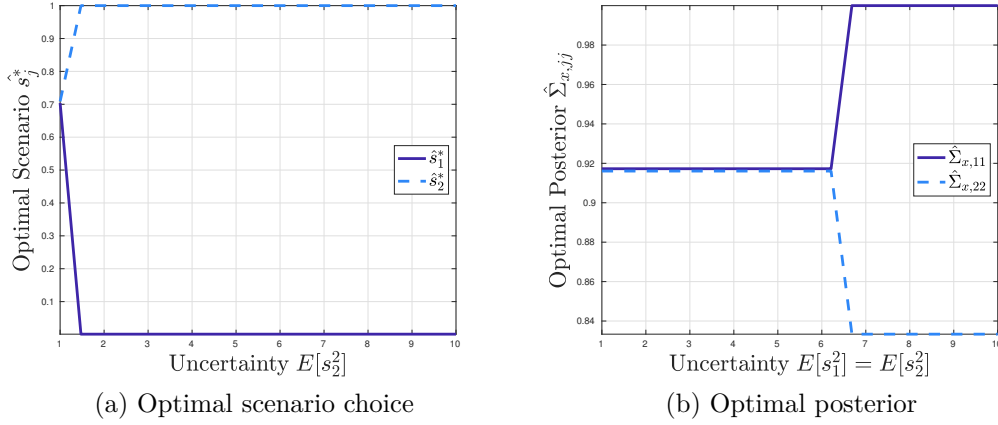 Optimal Scenario ŝ*_j
1
0.9
0.8
0.7
0.6
0.5
0.4
0.3
0.2
0.1
1 2 3 4 5 6 7 8 9 10
ŝ*_1
ŝ*_2
Uncertainty E[s_2^2]
(a) Optimal scenario choice
Optimal Posterior Σ̂_{x,jj}
0.98
0.96
0.94
0.92
0.9
0.88
0.86
0.84
1 2 3 4 5 6 7 8 9 10
Σ̂_{x,11}
Σ̂_{x,22}
Uncertainty E[s_1^2] = E[s_2^2]
(b) Optimal posterior